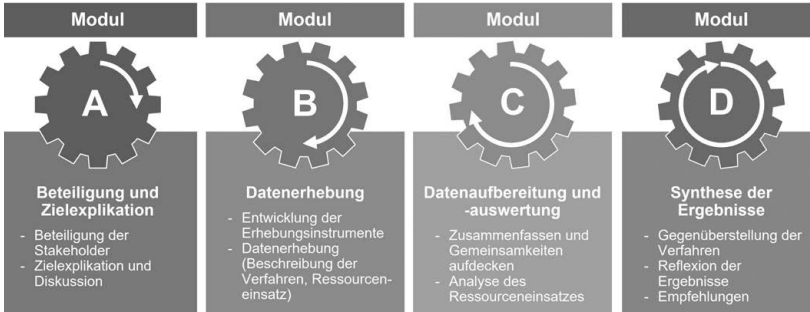 Modul
A
Beteiligung und
Zielexplikation
- Beteiligung der
Stakeholder
- Zielexplikation und
Diskussion
Modul
B
Datenerhebung
- Entwicklung der
Erhebungsinstrumente
- Datenerhebung
(Beschreibung der
Verfahren, Ressourcen-
einsatz)
Modul
C
Datenaufbereitung und
-auswertung
- Zusammenfassen und
Gemeinsamkeiten
aufdecken
- Analyse des
Ressourceneinsatzes
Modul
D
Synthese der
Ergebnisse
- Gegenüberstellung der
Verfahren
- Reflexion der
Ergebnisse
- Empfehlungen